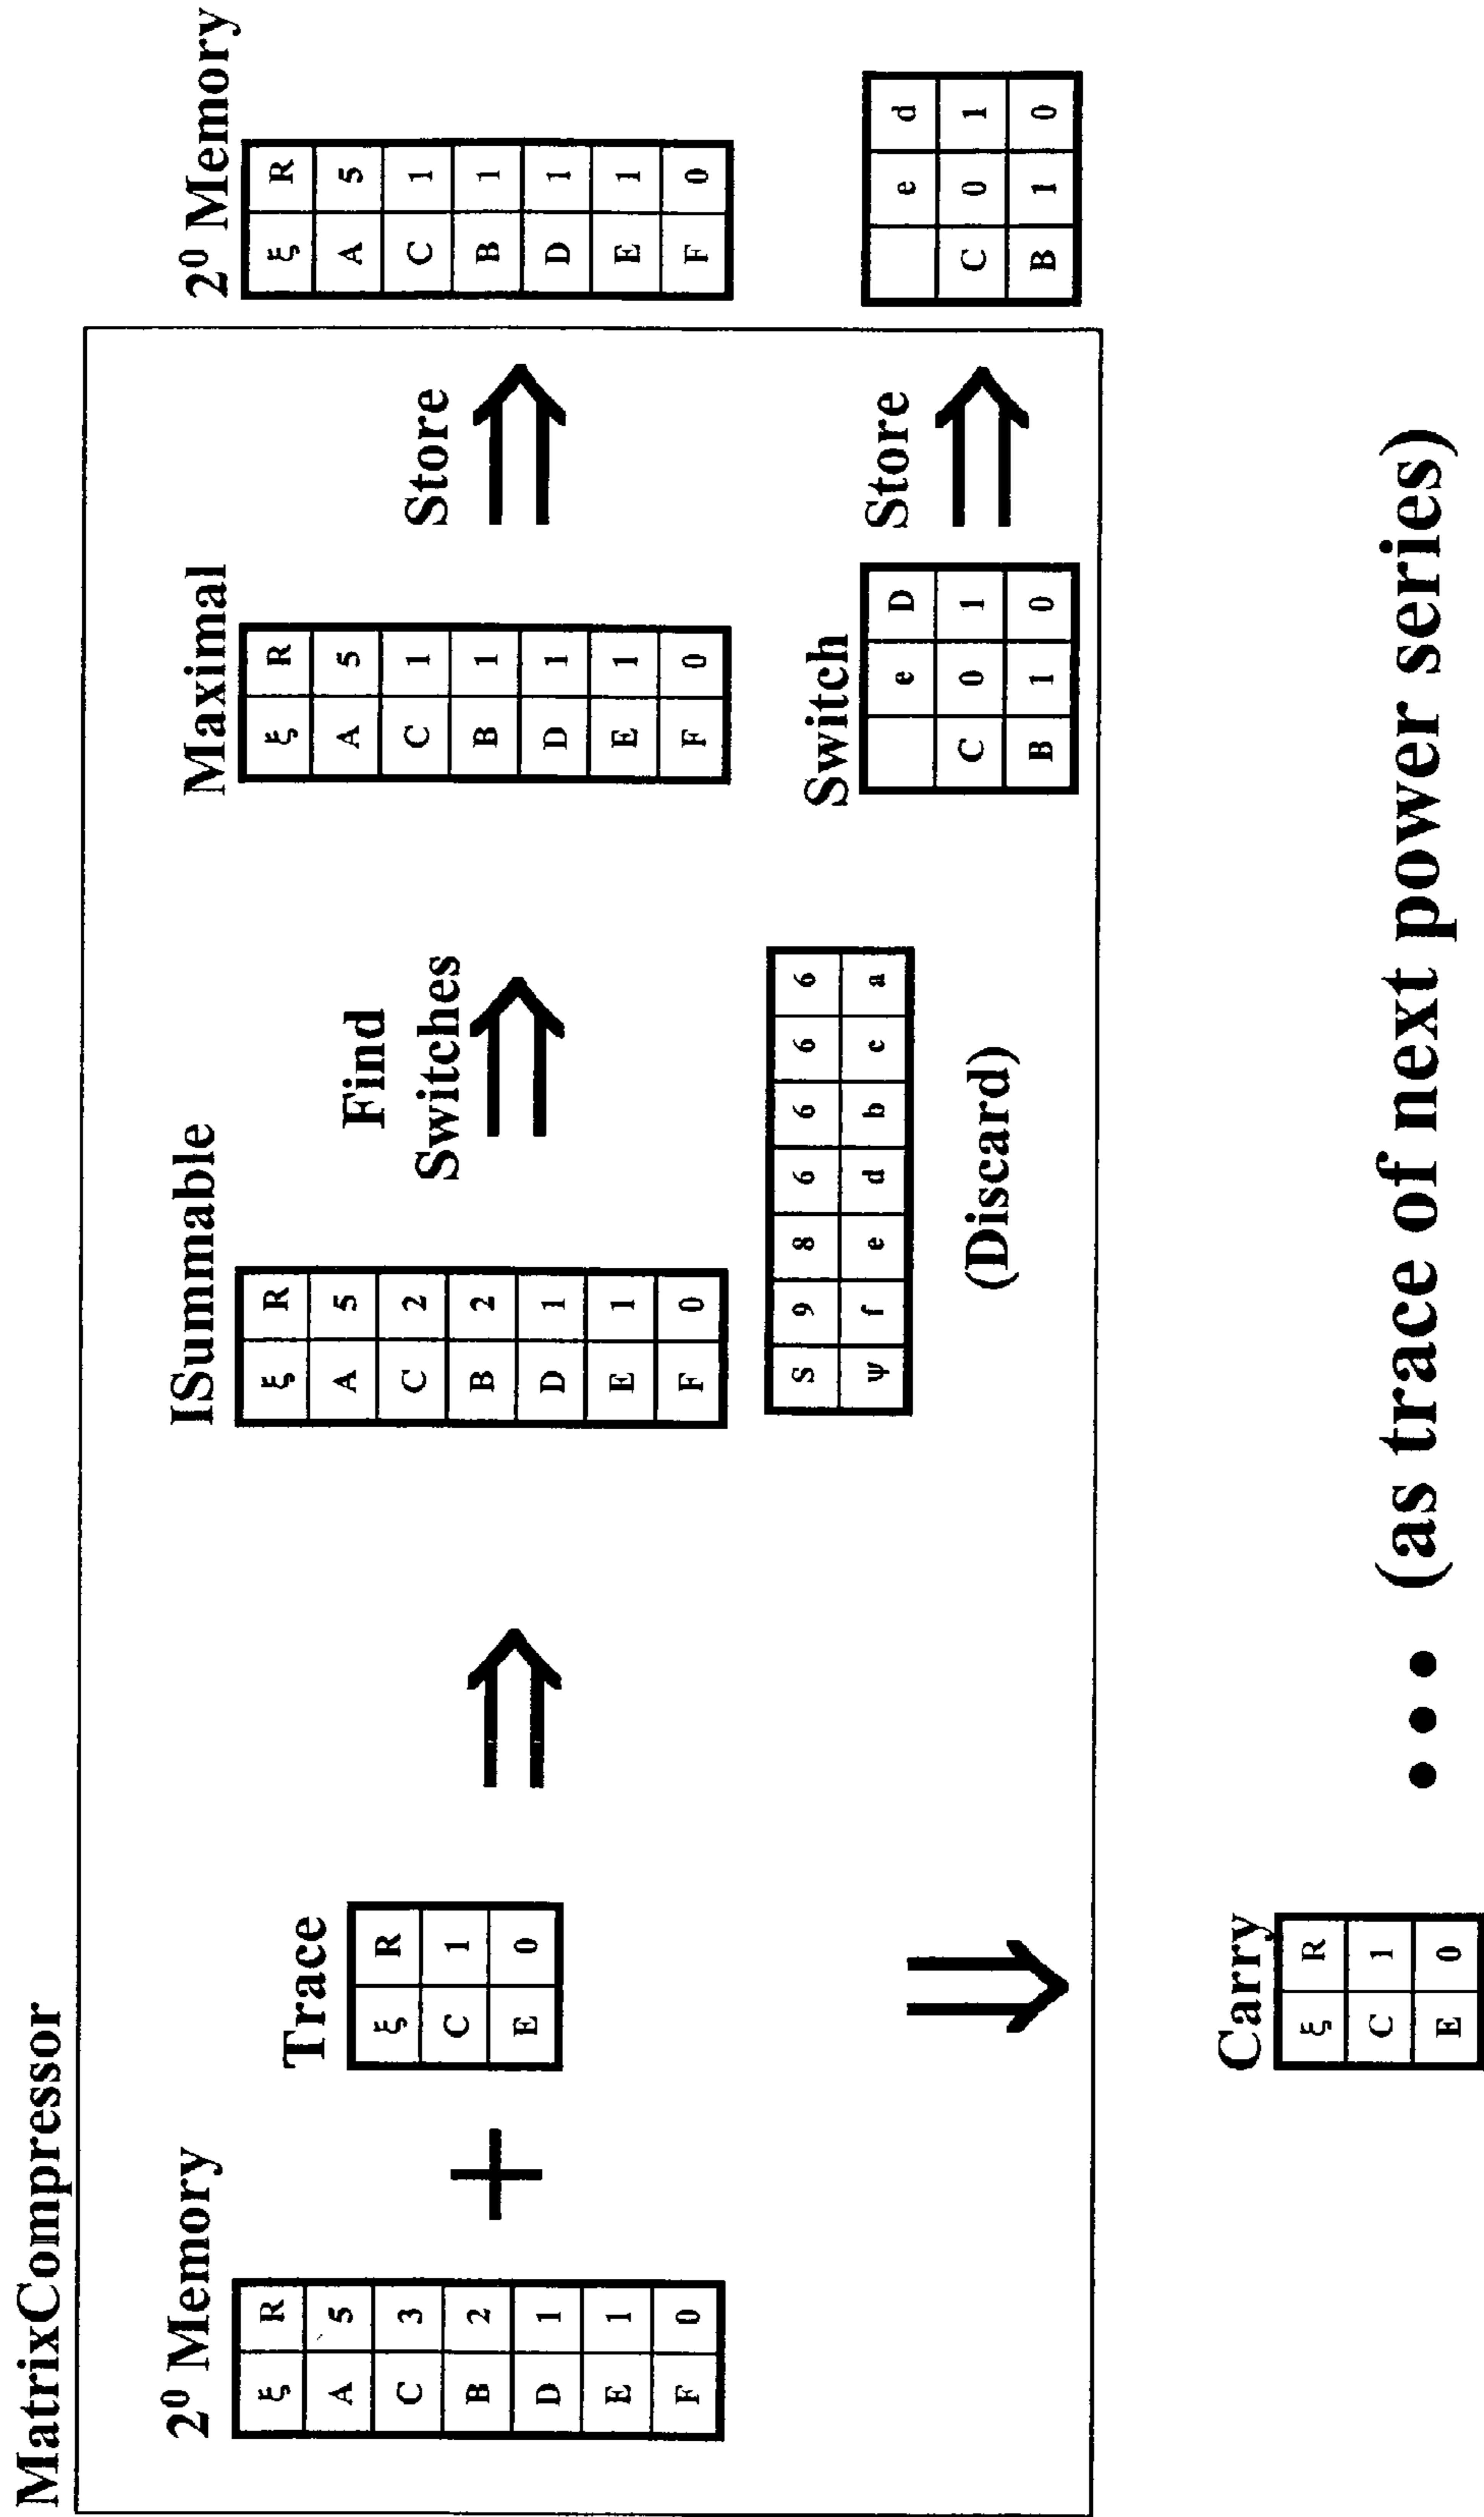 MatrixCompressor
2⁰ Memory
ξ R
A 5
C 3
B 2
D 1
E 1
F 0
+
Trace
ξ R
C 1
E 0
ISummable
ξ R
A 5
C 2
B 2
D 1
E 1
F 0
S 9 8 6 6 6 6
ψ f e d b c a
(Discard)
Find
Switches
Maximal
ξ R
A 5
C 1
B 1
D 1
E 1
F 0
Switch
e D
C 0 1
B 1 0
Store
Store
2⁰ Memory
ξ R
A 5
C 1
B 1
D 1
E 1
F 0
e d
C 0 1
B 1 0
Carry
ξ R
C 1
E 0
• • • (as trace of next power series)